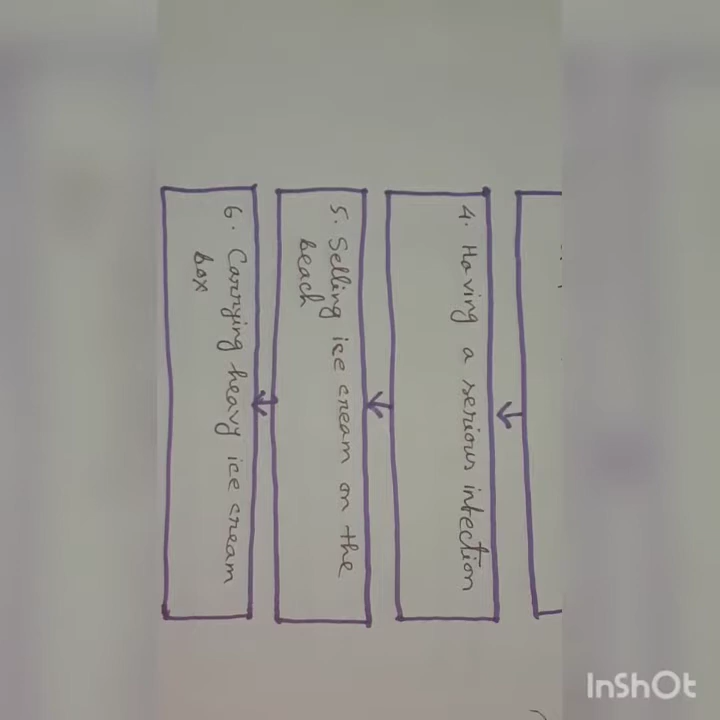 4. Having a serious infection
5. Selling ice cream on the
beach
6. Carrying heavy ice cream
box
InShOt